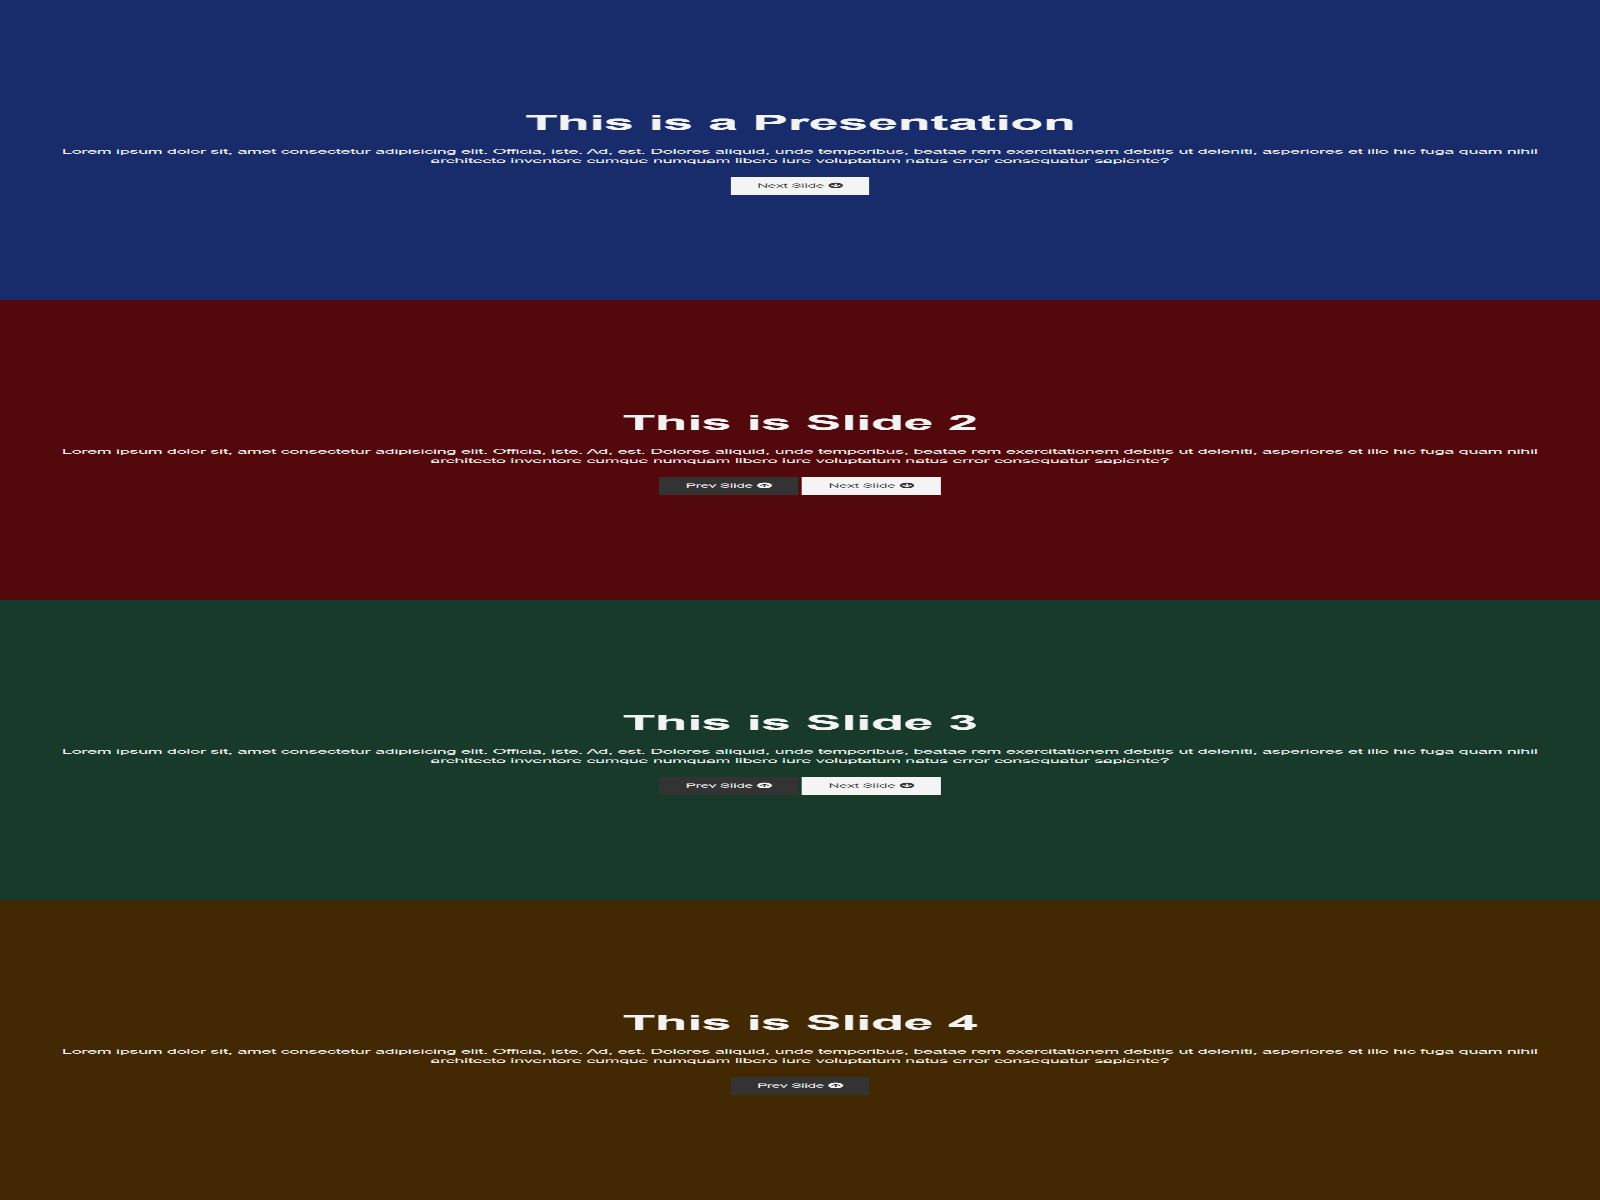 This is a Presentation
Lorem ipsum dolor sit, amet consectetur adipisicing elit. Officia, iste. Ad, est. Dolores aliquid, unde temporibus, beatae rem exercitationem debitis ut deleniti, asperiores et illo hic fuga quam nihil
architecto inventore cumque numquam libero iure voluptatum natus error consequatur sapiente?
Next Slide
This is Slide 2
Lorem ipsum dolor sit, amet consectetur adipisicing elit. Officia, iste. Ad, est. Dolores aliquid, unde temporibus, beatae rem exercitationem debitis ut deleniti, asperiores et illo hic fuga quam nihil
architecto inventore cumque numquam libero iure voluptatum natus error consequatur sapiente?
Prev Slide Next Slide
This is Slide 3
Lorem ipsum dolor sit, amet consectetur adipisicing elit. Officia, iste. Ad, est. Dolores aliquid, unde temporibus, beatae rem exercitationem debitis ut deleniti, asperiores et illo hic fuga quam nihil
architecto inventore cumque numquam libero iure voluptatum natus error consequatur sapiente?
Prev Slide Next Slide
This is Slide 4
Lorem ipsum dolor sit, amet consectetur adipisicing elit. Officia, iste. Ad, est. Dolores aliquid, unde temporibus, beatae rem exercitationem debitis ut deleniti, asperiores et illo hic fuga quam nihil
architecto inventore cumque numquam libero iure voluptatum natus error consequatur sapiente?
Prev Slide